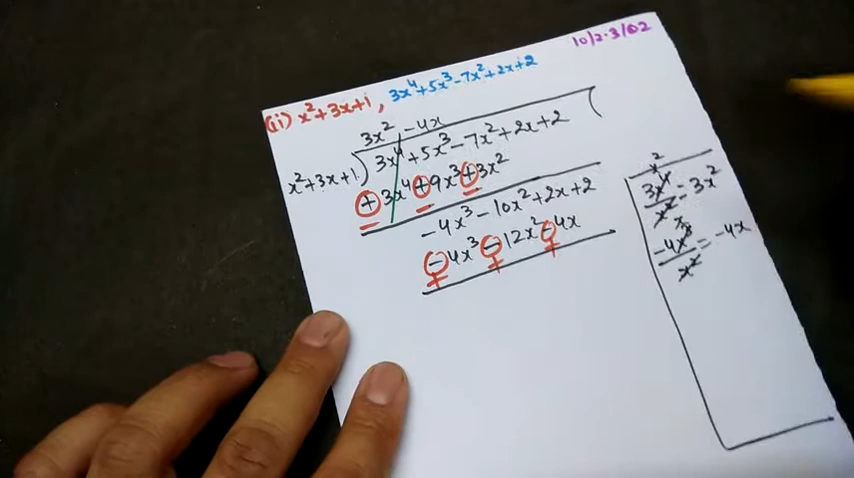 10/2.3/Q2
(ii) x²+3x+1, 3x⁴+5x³-7x²+2x+2
3x² -4x
x²+3x+1) 3x⁴+5x³-7x²+2x+2
+3x⁴+9x³+3x²
-4x³-10x²+2x+2
-4x³-12x²-4x
+ + +
x²
3x⁴/x² = 3x²
x
-4x³/x² = -4x